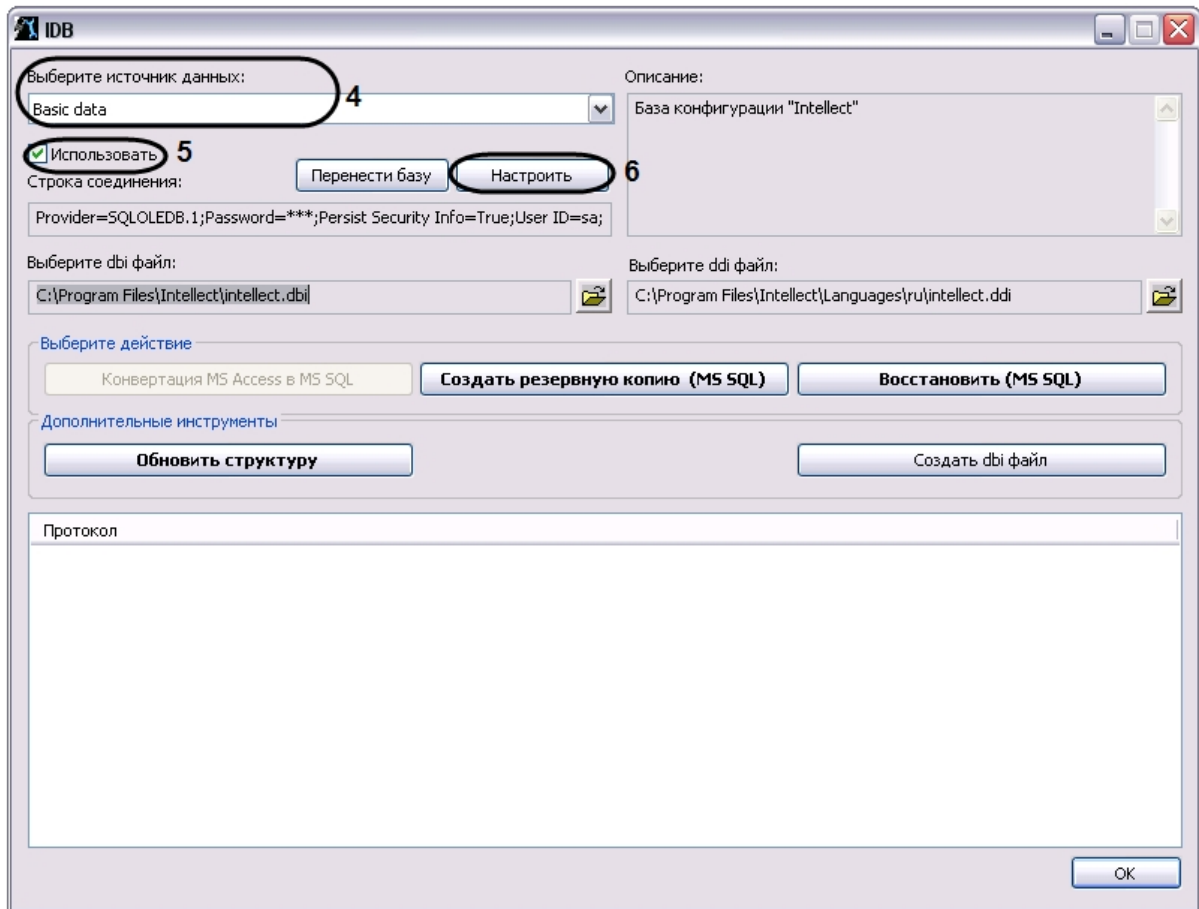 IDB
Выберите источник данных:
Описание:
Basic data
4
База конфигурации "Intellect"
Использовать
5
Перенести базу
Настроить
6
Строка соединения:
Provider=SQLOLEDB.1;Password=***;Persist Security Info=True;User ID=sa;
Выберите dbi файл:
Выберите ddi файл:
C:\Program Files\Intellect\intellect.dbi
C:\Program Files\Intellect\Languages\ru\intellect.ddi
Выберите действие
Конвертация MS Access в MS SQL
Создать резервную копию (MS SQL)
Восстановить (MS SQL)
Дополнительные инструменты
Обновить структуру
Создать dbi файл
Протокол
OK